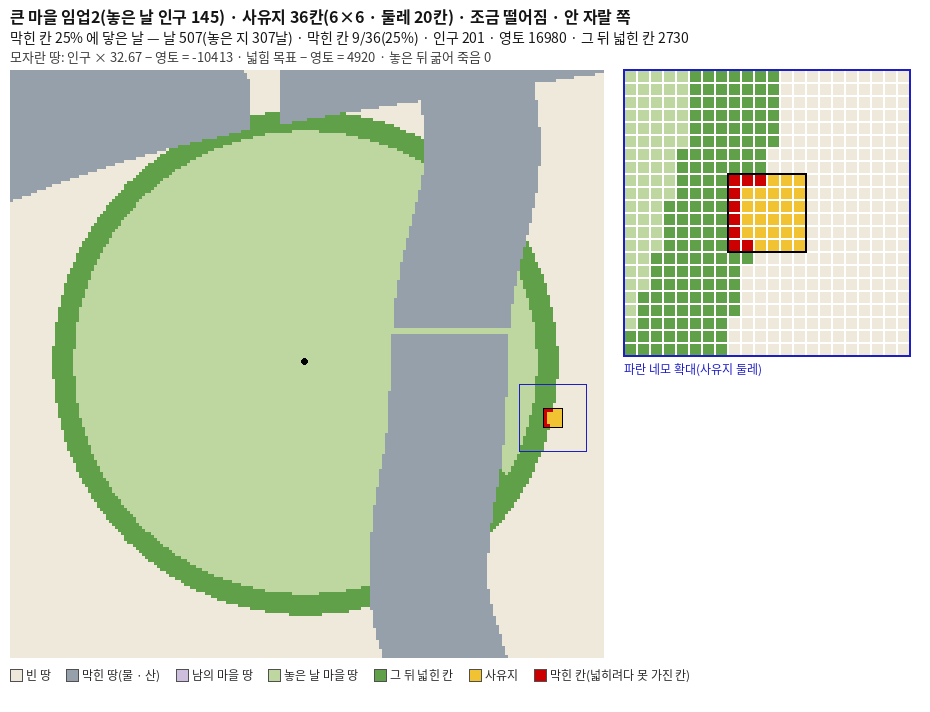 큰 마을 임업2(놓은 날 인구 145) · 사유지 36칸(6×6 · 둘레 20칸) · 조금 떨어짐 · 안 자랄 쪽
막힌 칸 25% 에 닿은 날 — 날 507(놓은 지 307날) · 막힌 칸 9/36(25%) · 인구 201 · 영토 16980 · 그 뒤 넓힌 칸 2730
모자란 땅: 인구 × 32.67 − 영토 = -10413 · 넓힘 목표 − 영토 = 4920 · 놓은 뒤 굶어 죽음 0
파란 네모 확대(사유지 둘레)
빈 땅 막힌 땅(물 · 산) 남의 마을 땅 놓은 날 마을 땅 그 뒤 넓힌 칸 사유지 막힌 칸(넓히려다 못 가진 칸)